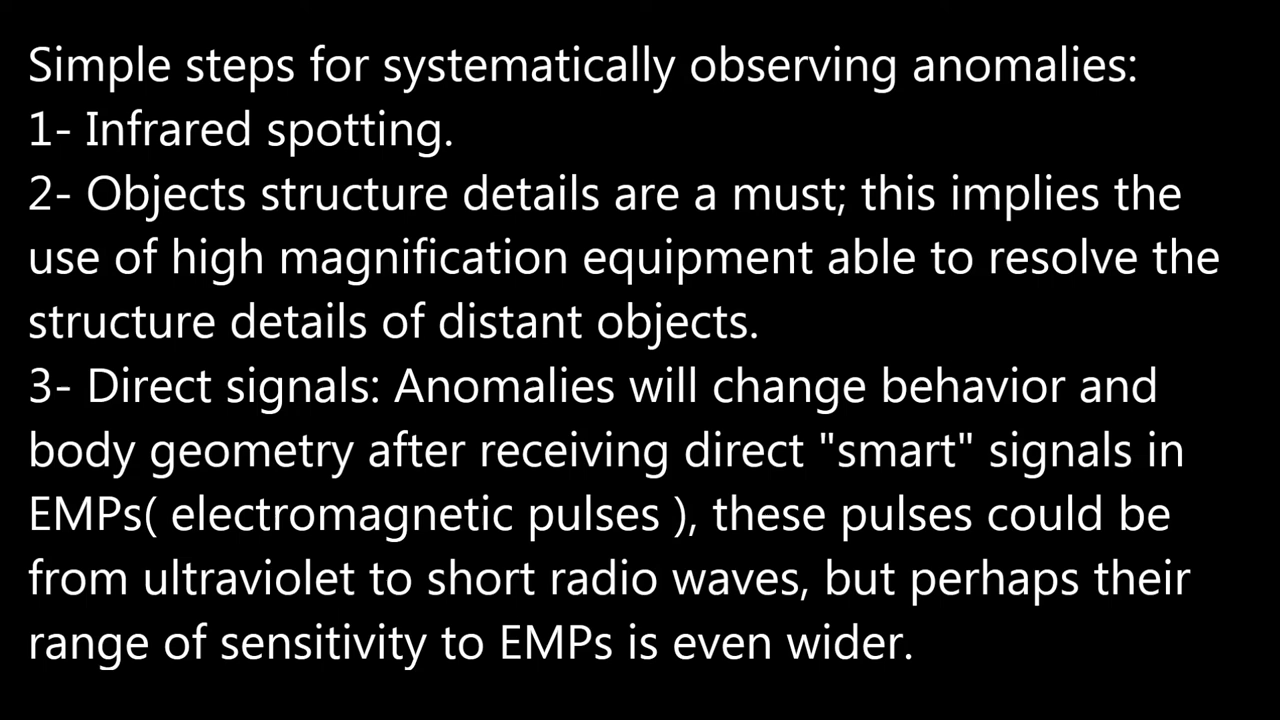 Simple steps for systematically observing anomalies:
1- Infrared spotting.
2- Objects structure details are a must; this implies the
use of high magnification equipment able to resolve the
structure details of distant objects.
3- Direct signals: Anomalies will change behavior and
body geometry after receiving direct "smart" signals in
EMPs( electromagnetic pulses ), these pulses could be
from ultraviolet to short radio waves, but perhaps their
range of sensitivity to EMPs is even wider.